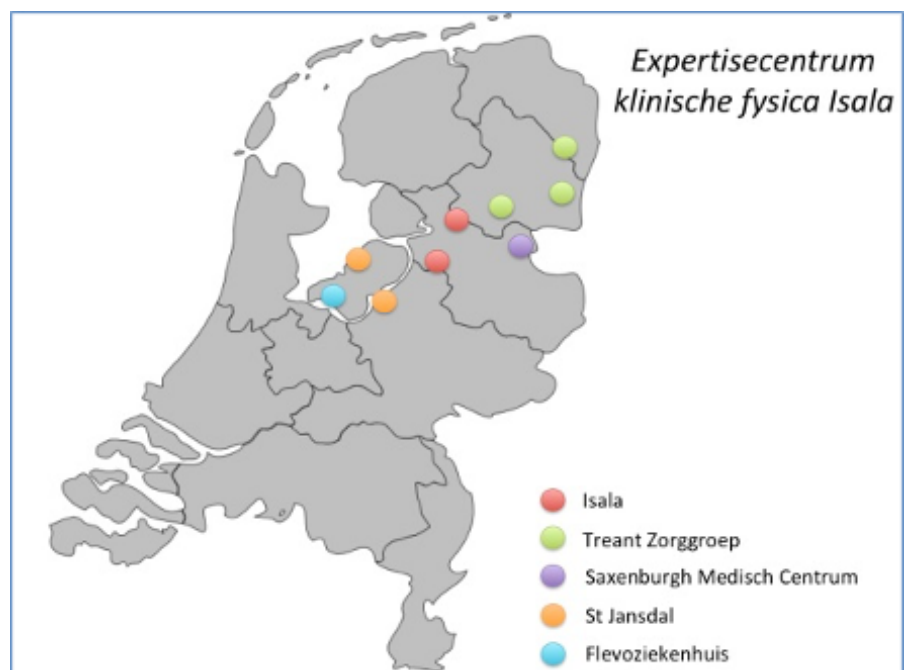 Expertisecentrum
klinische fysica Isala
Isala
Treant Zorggroep
Saxenburgh Medisch Centrum
St Jansdal
Flevoziekenhuis